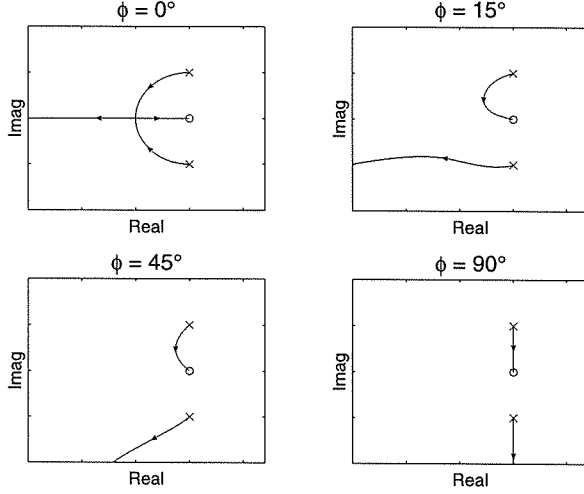 ϕ = 0°
Imag
Real
ϕ = 15°
Imag
Real
ϕ = 45°
Imag
Real
ϕ = 90°
Imag
Real